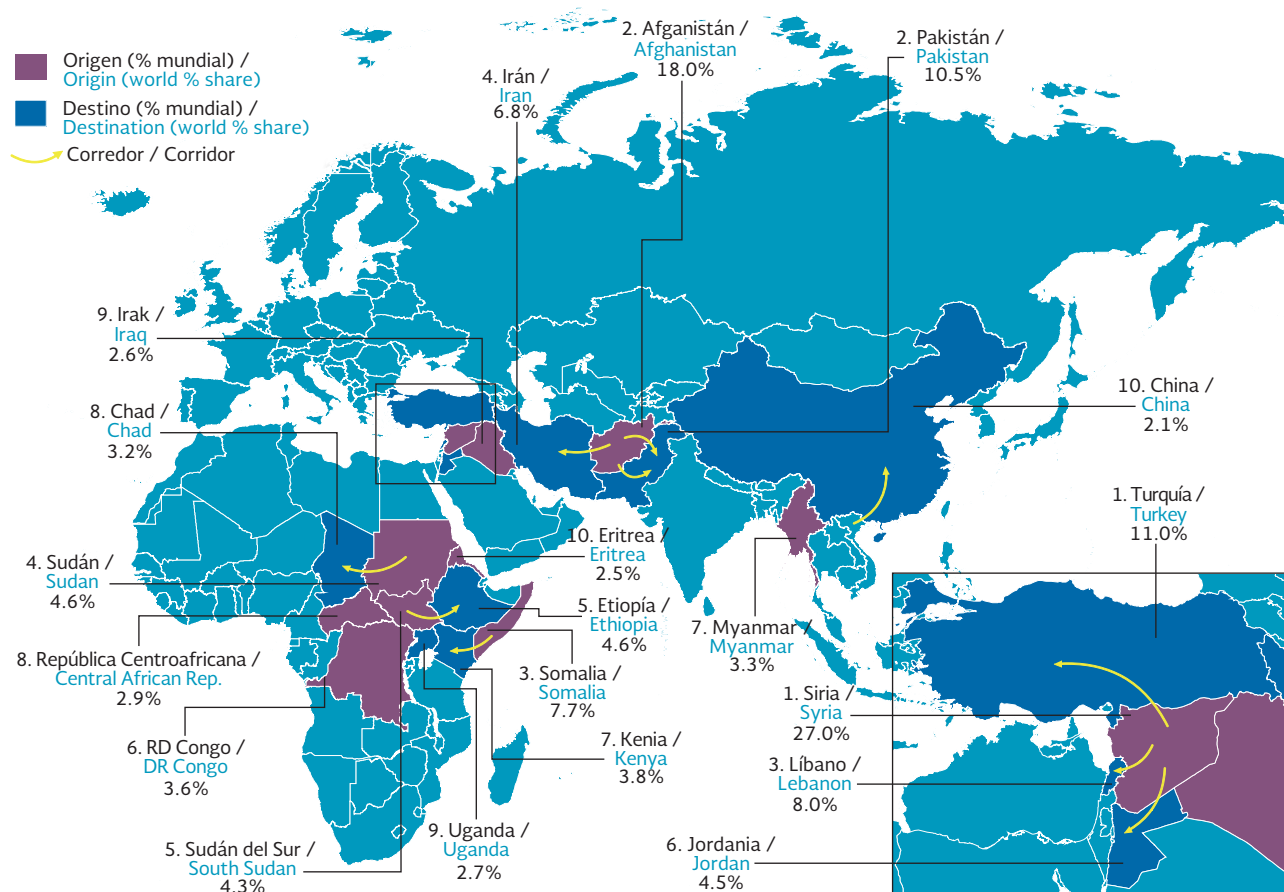 Origen (% mundial) /
Origin (world % share)
Destino (% mundial) /
Destination (world % share)
Corredor / Corridor
2. Afganistán /
Afghanistan
18.0%
2. Pakistán /
Pakistan
10.5%
4. Irán /
Iran
6.8%
9. Irak /
Iraq
2.6%
8. Chad /
Chad
3.2%
10. China /
China
2.1%
1. Turquía /
Turkey
11.0%
4. Sudán /
Sudan
4.6%
10. Eritrea /
Eritrea
2.5%
5. Etiopía /
Ethiopia
4.6%
7. Myanmar /
Myanmar
3.3%
8. República Centroafricana /
Central African Rep.
2.9%
3. Somalia /
Somalia
7.7%
1. Siria /
Syria
27.0%
6. RD Congo /
DR Congo
3.6%
7. Kenia /
Kenya
3.8%
3. Líbano /
Lebanon
8.0%
9. Uganda /
Uganda
2.7%
5. Sudán del Sur /
South Sudan
4.3%
6. Jordania /
Jordan
4.5%